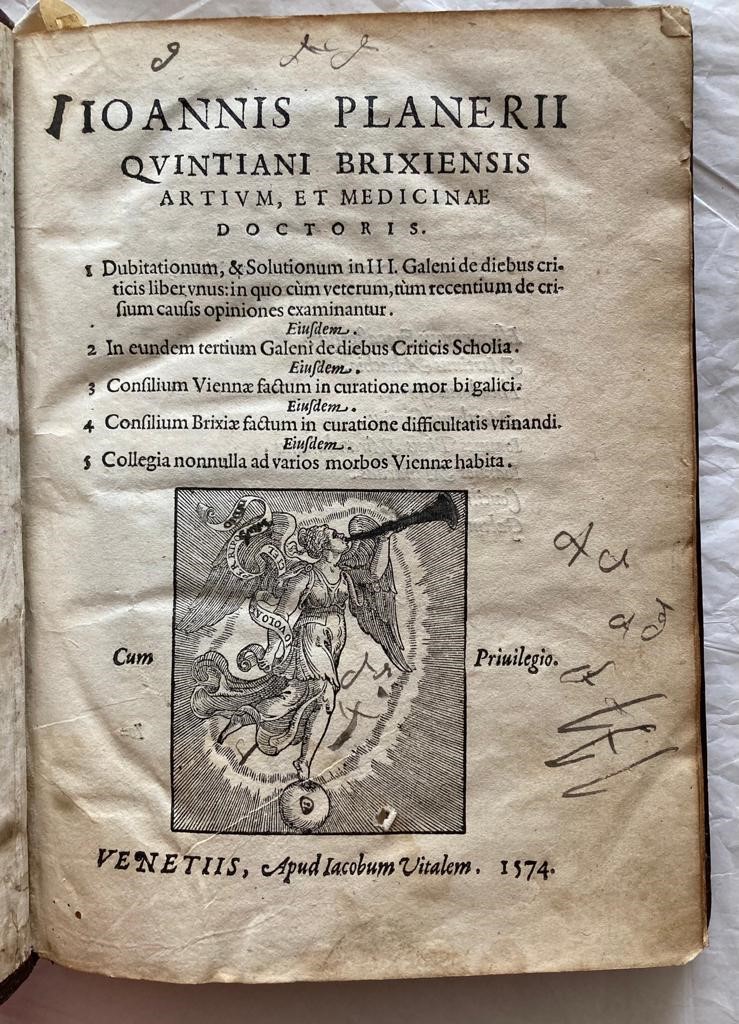 IOANNIS PLANERII
QVINTIANI BRIXIENSIS
ARTIVM, ET MEDICINAE
DOCTORIS.
1 Dubitationum, & Solutionum in III. Galeni de diebus cri-
ticis liber vnus: in quo cùm veterum, tùm recentium de cri-
ſium cauſis opiniones examinantur.
Eiuſdem.
2 In eundem tertium Galeni de diebus Criticis Scholia.
Eiuſdem.
3 Conſilium Viennæ factum in curatione mor bi galici.
Eiuſdem.
4 Conſilium Brixiæ factum in curatione difficultatis vrinandi.
Eiuſdem.
5 Collegia nonnulla ad varios morbos Viennæ habita.
Cum
Priuilegio.
VENETIIS, Apud Iacobum Vitalem. 1574.